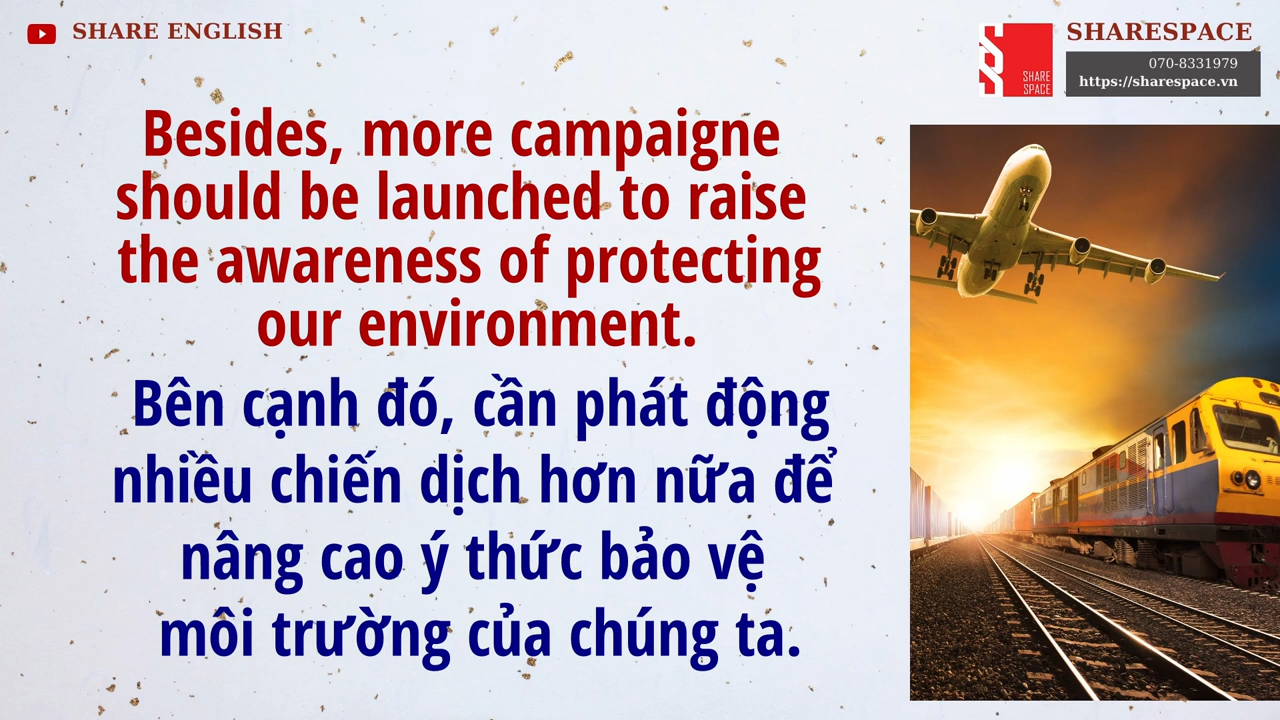 SHARE ENGLISH
SHARESPACE
070-8331979
https://sharespace.vn
SHARE
SPACE
Besides, more campaigne
should be launched to raise
the awareness of protecting
our environment.
Bên cạnh đó, cần phát động
nhiều chiến dịch hơn nữa để
nâng cao ý thức bảo vệ
môi trường của chúng ta.